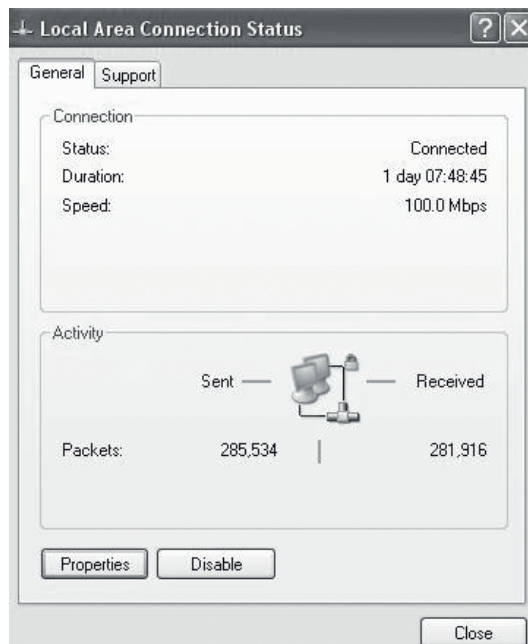 Local Area Connection Status
General Support
Connection
Status: Connected
Duration: 1 day 07:48:45
Speed: 100.0 Mbps
Activity
Sent Received
Packets: 285,534 281,916
Properties Disable
Close